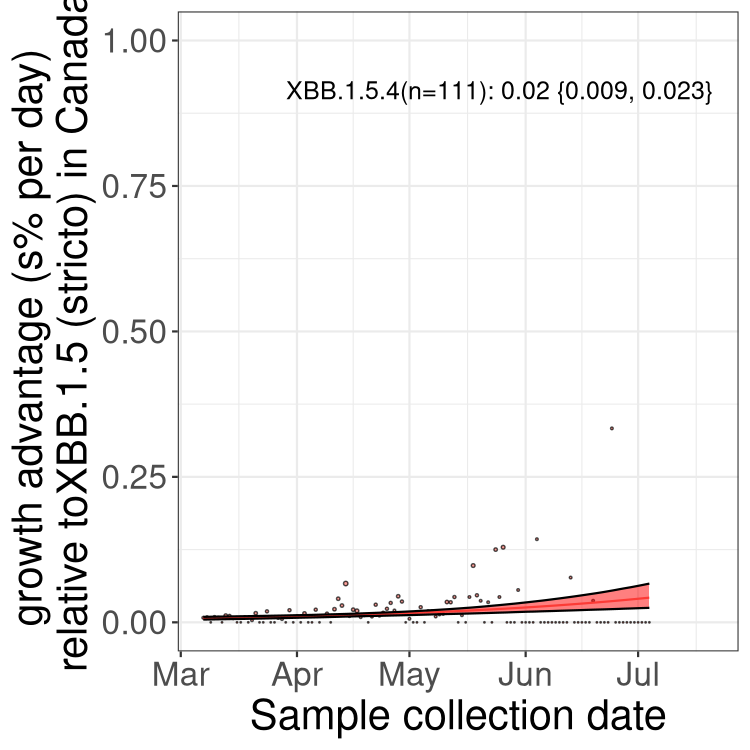 growth advantage (s% per day)
relative toXBB.1.5 (stricto) in Canada
1.00
0.75
0.50
0.25
0.00
XBB.1.5.4(n=111): 0.02 {0.009, 0.023}
Mar Apr May Jun Jul
Sample collection date